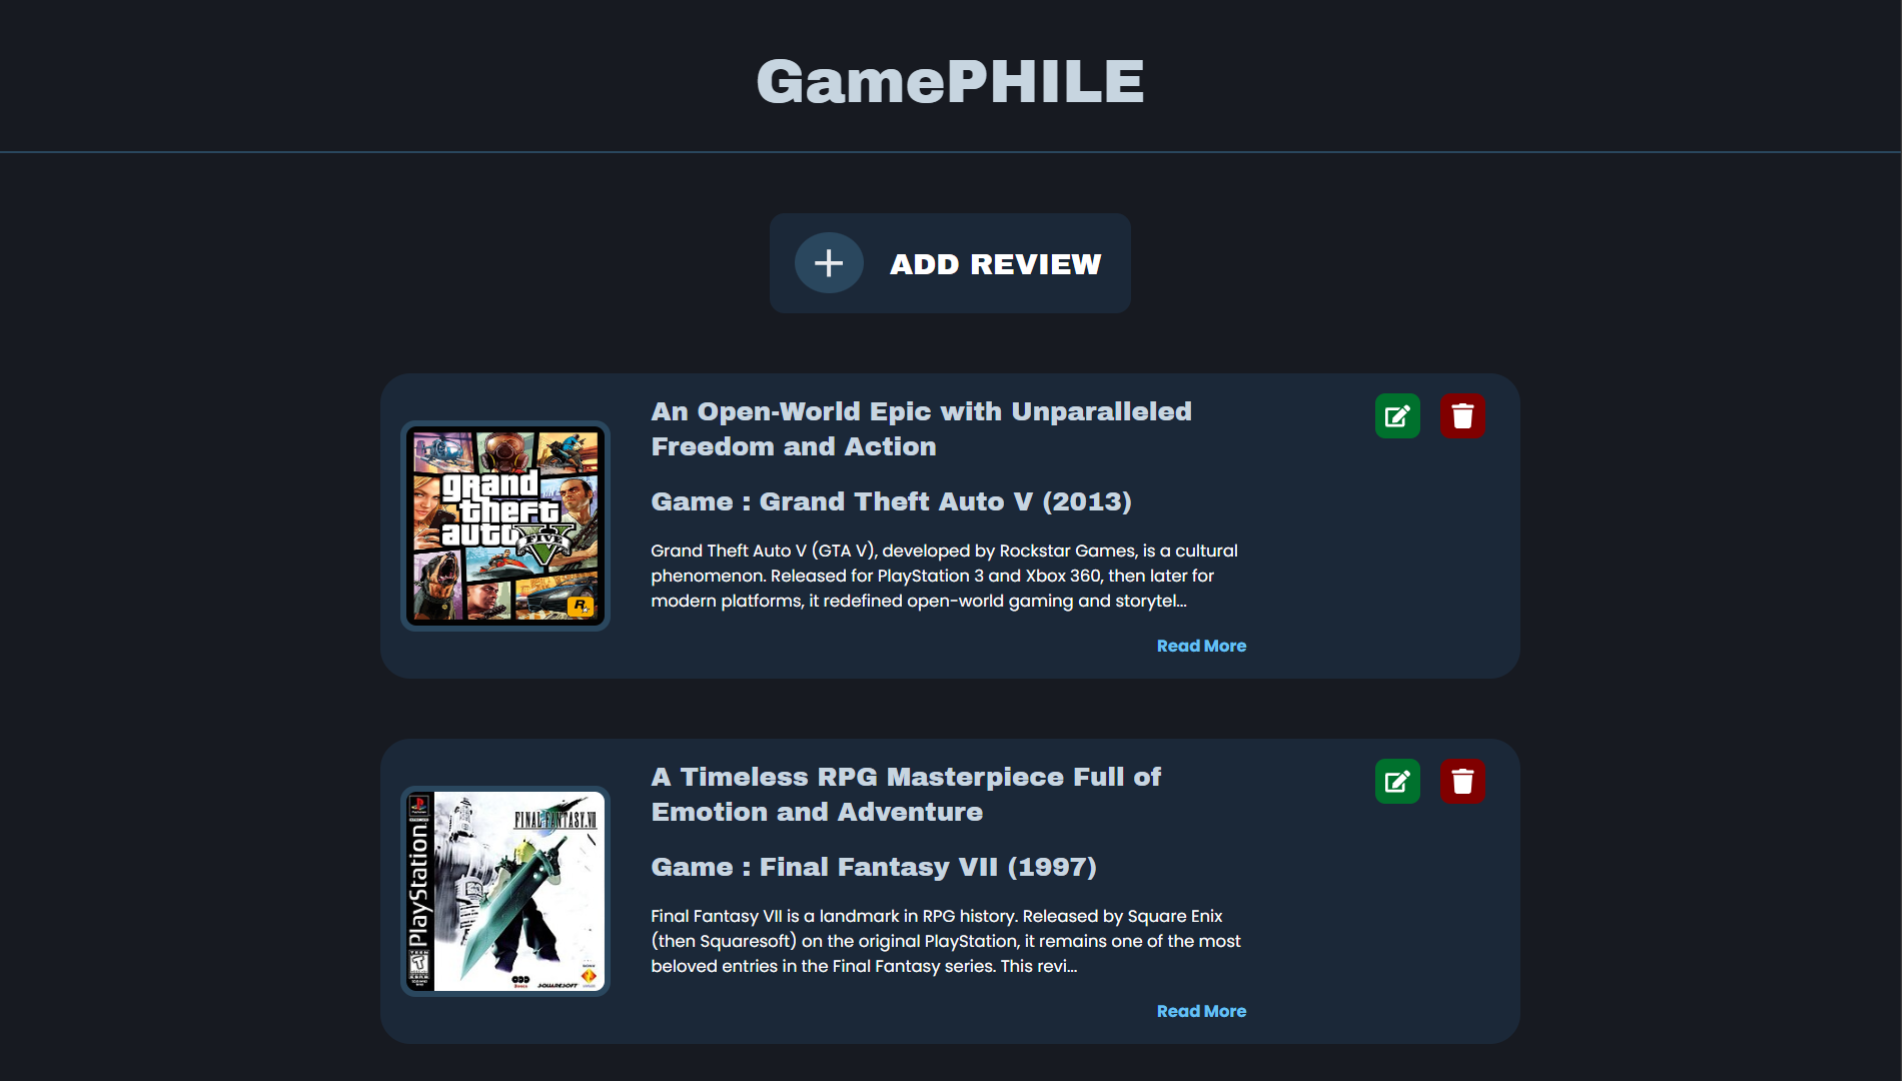 GamePHILE
ADD REVIEW
An Open-World Epic with Unparalleled
Freedom and Action
Game : Grand Theft Auto V (2013)
Grand Theft Auto V (GTA V), developed by Rockstar Games, is a cultural
phenomenon. Released for PlayStation 3 and Xbox 360, then later for
modern platforms, it redefined open-world gaming and storytel...
Read More
grand
theft
auto
FIVE
R
A Timeless RPG Masterpiece Full of
Emotion and Adventure
Game : Final Fantasy VII (1997)
Final Fantasy VII is a landmark in RPG history. Released by Square Enix
(then Squaresoft) on the original PlayStation, it remains one of the most
beloved entries in the Final Fantasy series. This revi...
Read More
PlayStation
FINAL FANTASY VII
SQUARESOFT